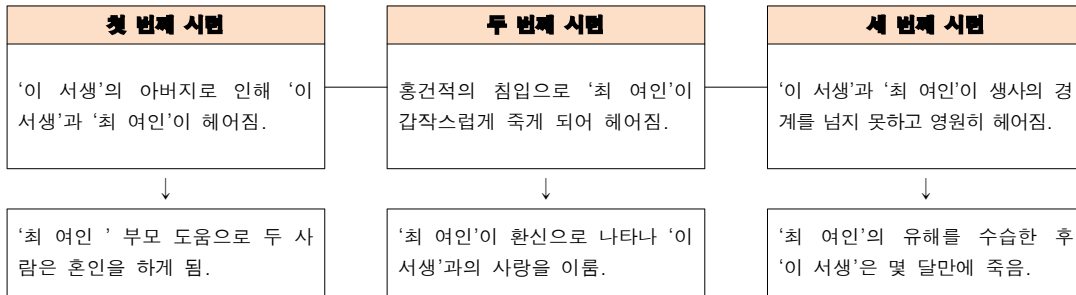 첫 번째 시련
‘이 서생’의 아버지로 인해 ‘이
서생’과 ‘최 여인’이 헤어짐.
↓
‘최 여인 ’ 부모 도움으로 두 사
람은 혼인을 하게 됨.
두 번째 시련
홍건적의 침입으로 ‘최 여인’이
갑작스럽게 죽게 되어 헤어짐.
↓
‘최 여인’이 환신으로 나타나 ‘이
서생’과의 사랑을 이룸.
세 번째 시련
‘이 서생’과 ‘최 여인’이 생사의 경
계를 넘지 못하고 영원히 헤어짐.
↓
‘최 여인’의 유해를 수습한 후
‘이 서생’은 몇 달만에 죽음.